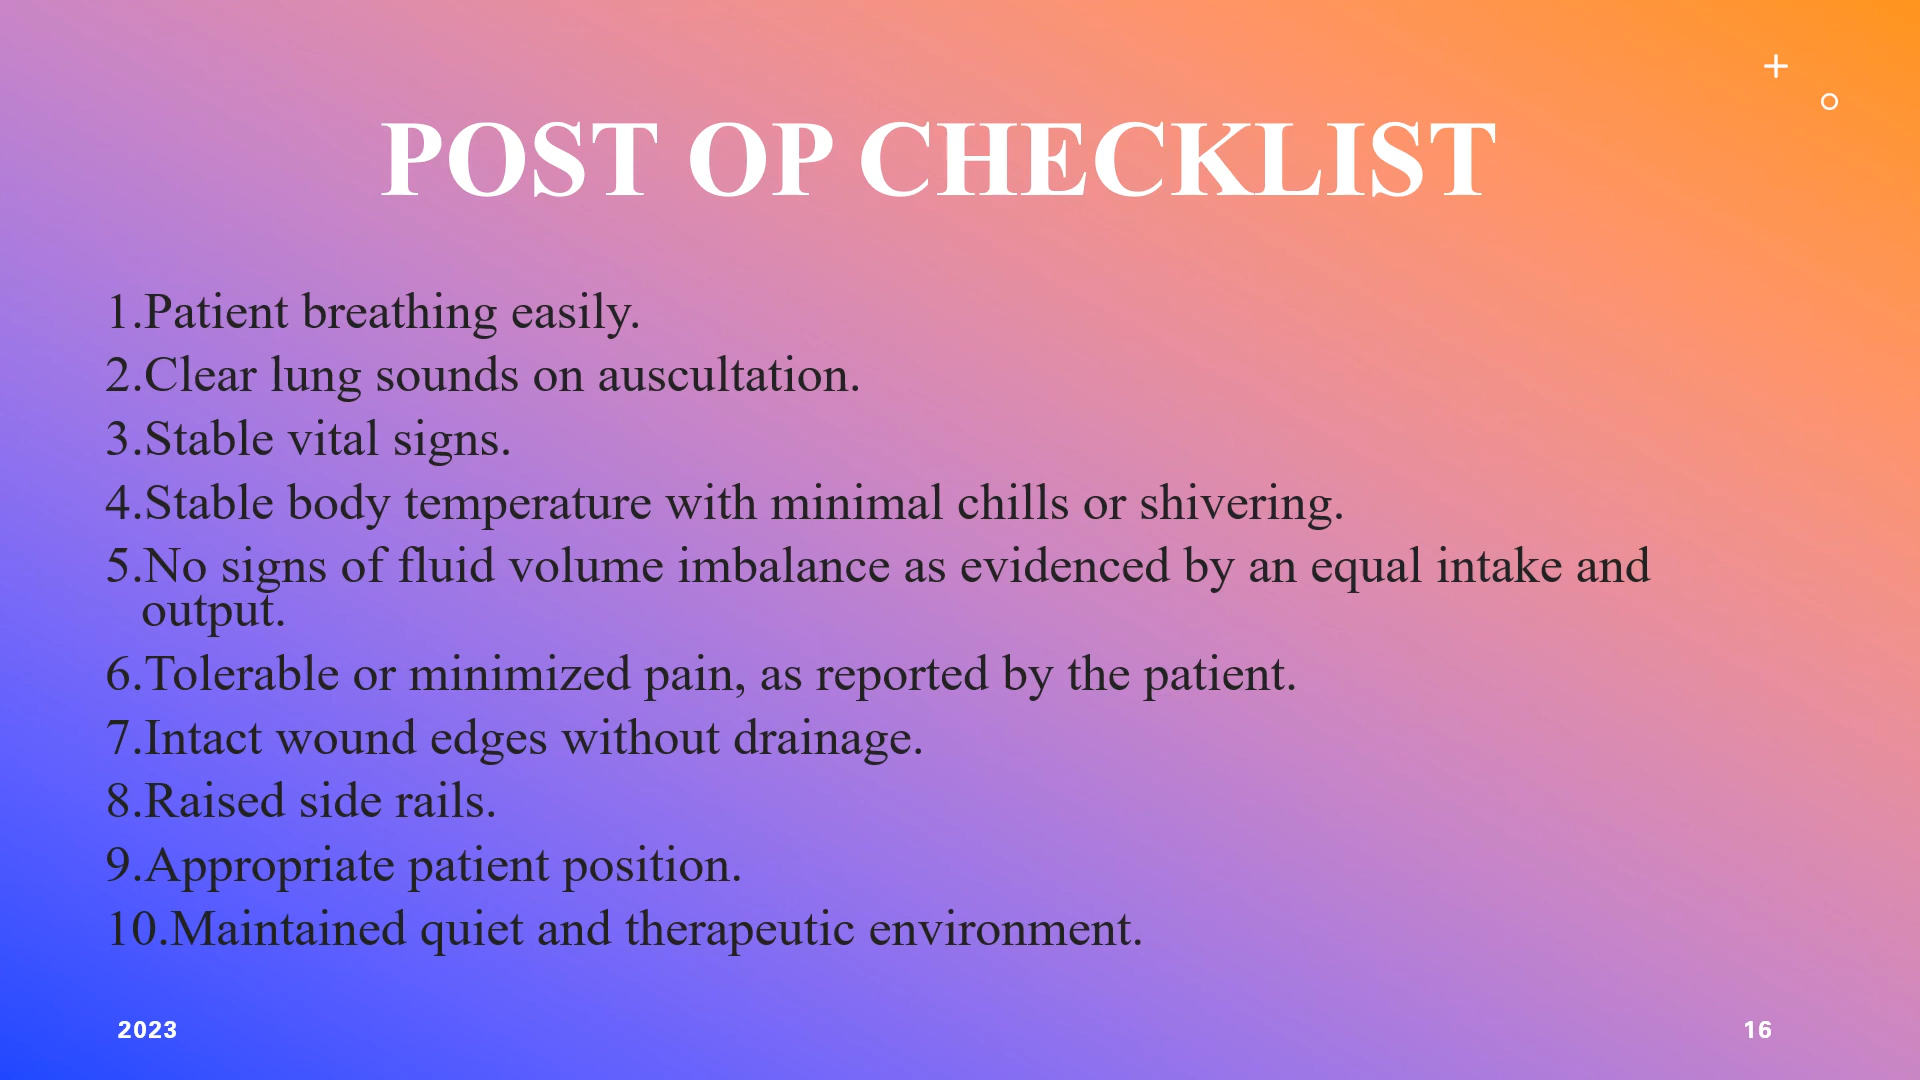 POST OP CHECKLIST
1.Patient breathing easily.
2.Clear lung sounds on auscultation.
3.Stable vital signs.
4.Stable body temperature with minimal chills or shivering.
5.No signs of fluid volume imbalance as evidenced by an equal intake and
output.
6.Tolerable or minimized pain, as reported by the patient.
7.Intact wound edges without drainage.
8.Raised side rails.
9.Appropriate patient position.
10.Maintained quiet and therapeutic environment.
2023
16